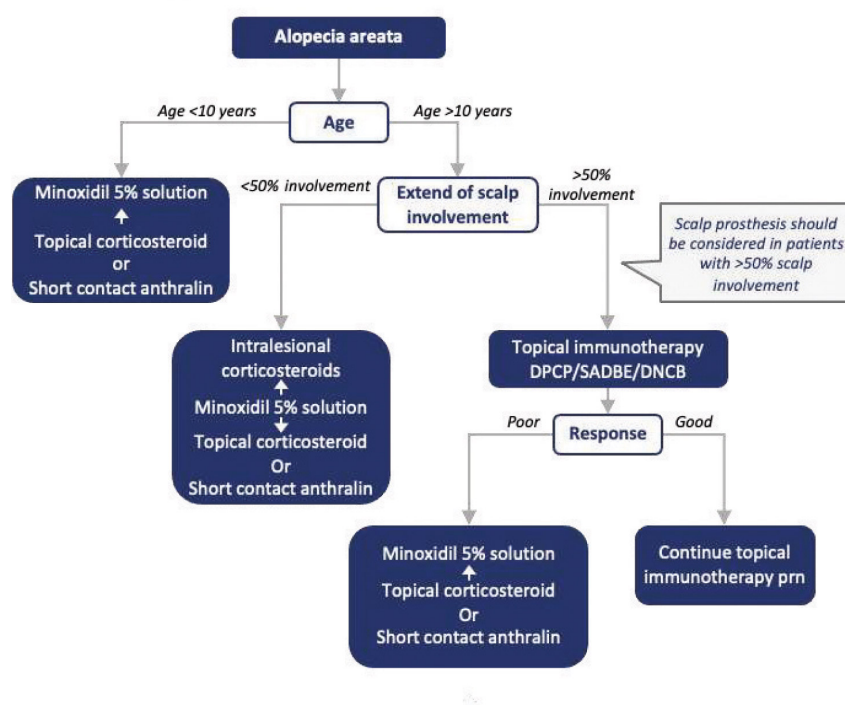 Alopecia areata
Age <10 years
Age
Age >10 years
Minoxidil 5% solution
Topical corticosteroid
or
Short contact anthralin
<50% involvement
Extend of scalp
involvement
>50%
involvement
Scalp prosthesis should
be considered in patients
with >50% scalp
involvement
Intralesional
corticosteroids
Minoxidil 5% solution
Topical corticosteroid
Or
Short contact anthralin
Topical immunotherapy
DPCP/SADBE/DNCB
Poor
Response
Good
Minoxidil 5% solution
Topical corticosteroid
Or
Short contact anthralin
Continue topical
immunotherapy prn